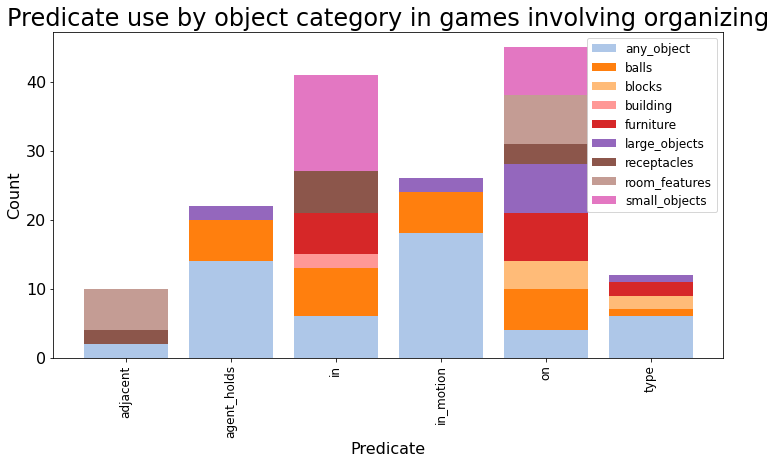 Predicate use by object category in games involving organizing
any_object
balls
blocks
building
furniture
large_objects
receptacles
room_features
small_objects
Count
40
30
20
10
0
adjacent
agent_holds
in
in_motion
on
type
Predicate